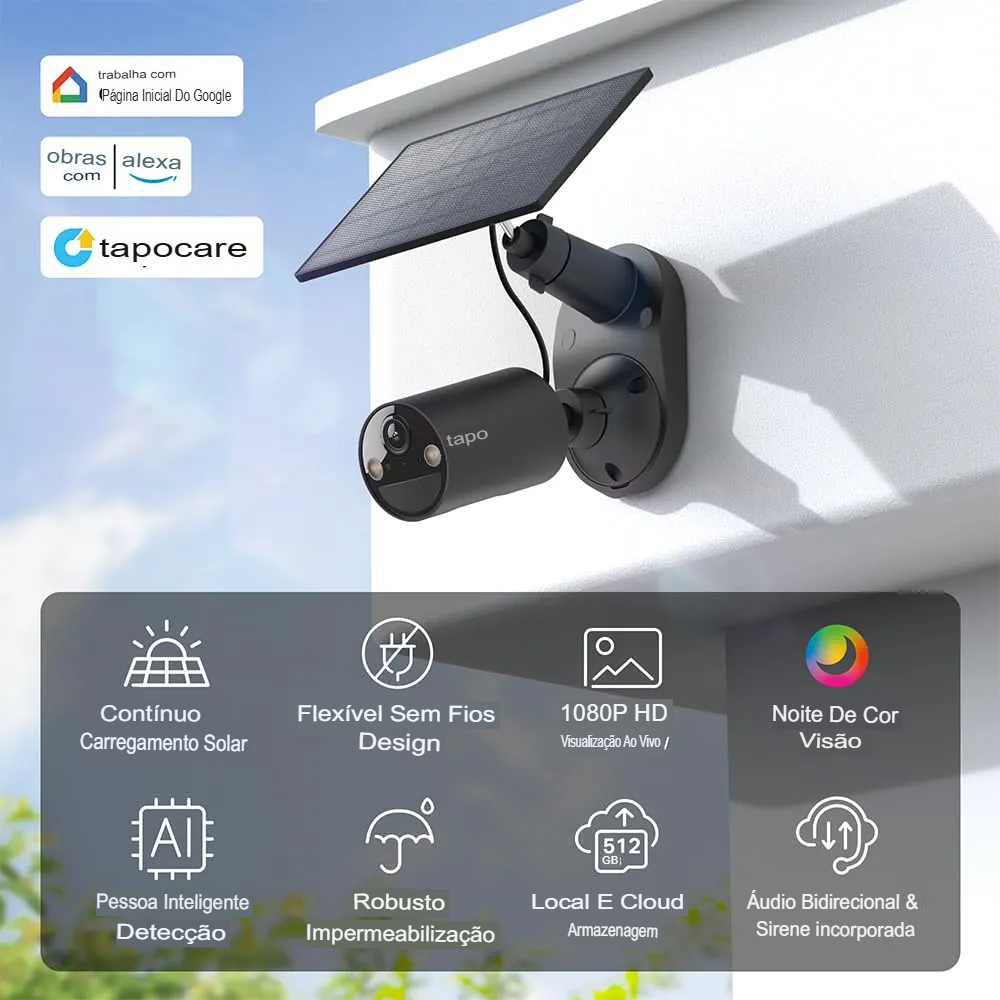 trabalha com
Página Inicial Do Google
obras
com
alexa
tapocare
tapo
Contínuo
Carregamento Solar
Flexível Sem Fios
Design
1080P HD
Visualização Ao Vivo /
Noite De Cor
Visão
AI
512
GB
Pessoa Inteligente
Detecção
Robusto
Impermeabilização
Local E Cloud
Armazenagem
Áudio Bidirecional &
Sirene incorporada